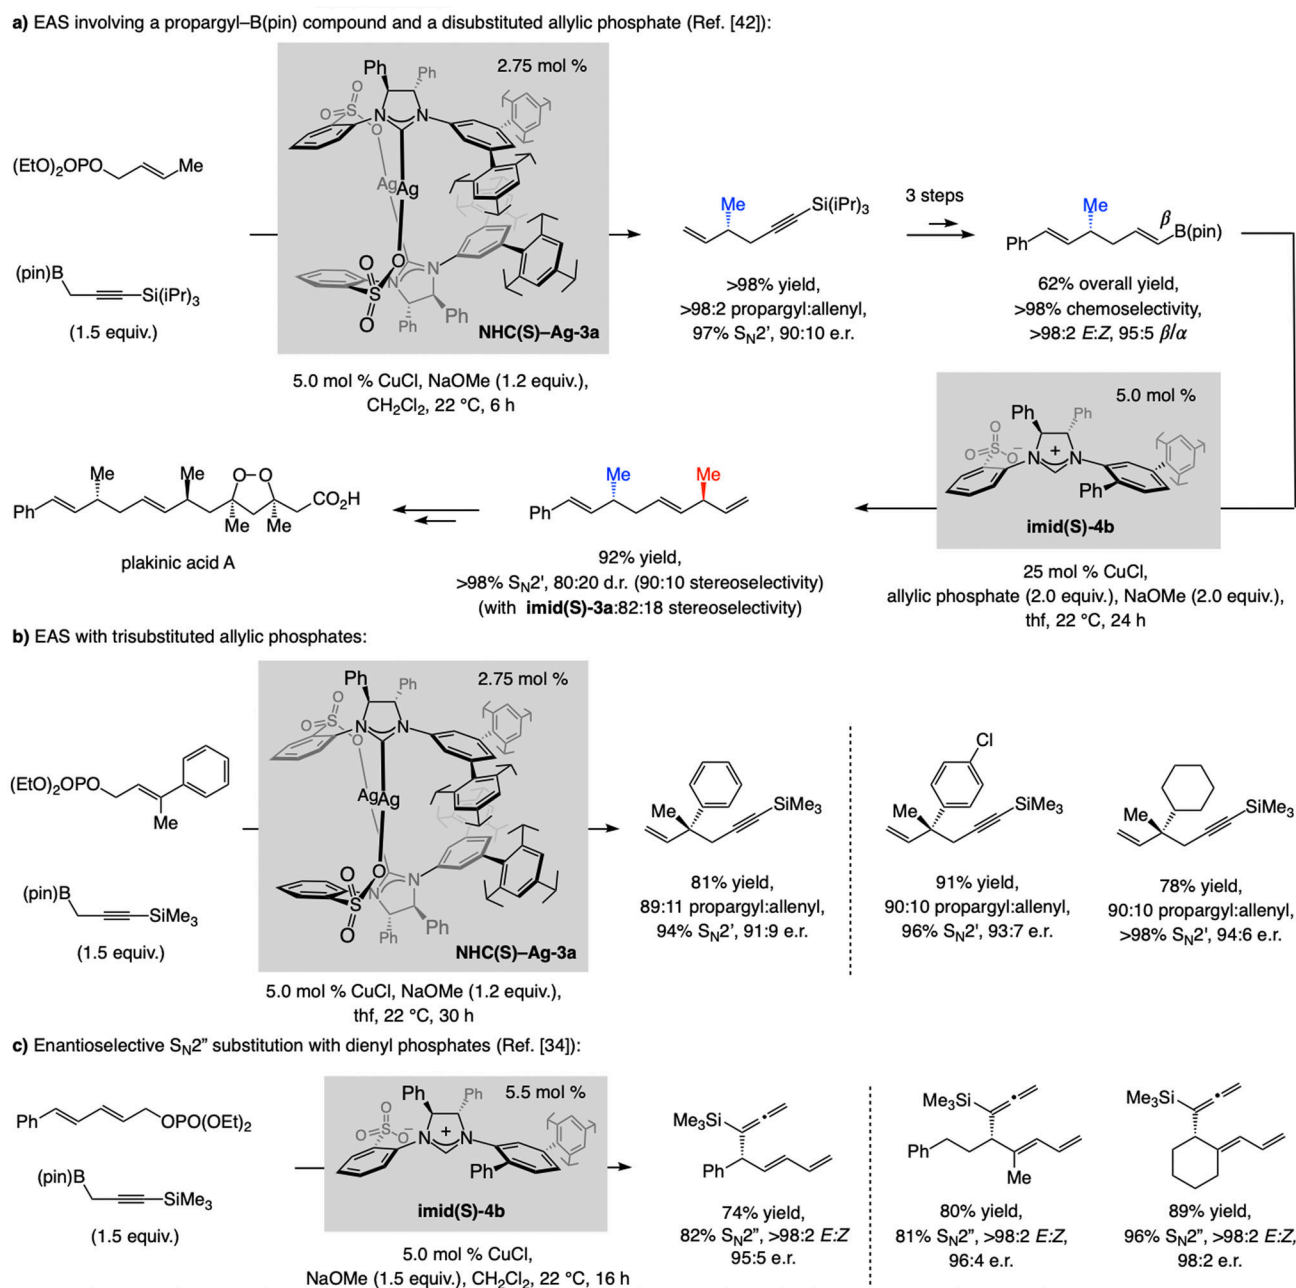 a) EAS involving a propargyl–B(pin) compound and a disubstituted allylic phosphate (Ref. [42]):
Ph
Ph
2.75 mol %
O
O
S
O
N
N
(EtO)2OPO
Me
Ag
Ag
(pin)B
Si(iPr)3
(1.5 equiv.)
O
O
S
O
N
N
Ph
Ph
NHC(S)–Ag-3a
5.0 mol % CuCl, NaOMe (1.2 equiv.),
CH2Cl2, 22 °C, 6 h
Me
Si(iPr)3
>98% yield,
>98:2 propargyl:allenyl,
97% SN2’, 90:10 e.r.
3 steps
Me
β
Ph
B(pin)
62% overall yield,
>98% chemoselectivity,
>98:2 E:Z, 95:5 β/α
Ph
Ph
5.0 mol %
O
O
S
O
–
N
+
N
Ph
imid(S)-4b
25 mol % CuCl,
allylic phosphate (2.0 equiv.), NaOMe (2.0 equiv.),
thf, 22 °C, 24 h
Me
Me
Ph
92% yield,
>98% SN2', 80:20 d.r. (90:10 stereoselectivity)
(with imid(S)-3a:82:18 stereoselectivity)
Me
Me
O–O
CO2H
Ph
Me
Me
plakinic acid A
b) EAS with trisubstituted allylic phosphates:
Ph
Ph
2.75 mol %
O
O
S
O
N
N
(EtO)2OPO
Me
Ag
Ag
(pin)B
SiMe3
(1.5 equiv.)
O
O
S
O
N
N
Ph
Ph
NHC(S)–Ag-3a
5.0 mol % CuCl, NaOMe (1.2 equiv.),
thf, 22 °C, 30 h
Me
SiMe3
81% yield,
89:11 propargyl:allenyl,
94% SN2’, 91:9 e.r.
Cl
Me
SiMe3
91% yield,
90:10 propargyl:allenyl,
96% SN2', 93:7 e.r.
Me
SiMe3
78% yield,
90:10 propargyl:allenyl,
>98% SN2', 94:6 e.r.
c) Enantioselective SN2” substitution with dienyl phosphates (Ref. [34]):
Ph
OPO(OEt)2
(pin)B
SiMe3
(1.5 equiv.)
Ph
Ph
5.5 mol %
O
O
S
O
–
N
+
N
Ph
imid(S)-4b
5.0 mol % CuCl,
NaOMe (1.5 equiv.), CH2Cl2, 22 °C, 16 h
Me3Si
Ph
74% yield,
82% SN2”, >98:2 E:Z
95:5 e.r.
Me3Si
Ph
Me
80% yield,
81% SN2”, >98:2 E:Z,
96:4 e.r.
Me3Si
89% yield,
96% SN2”, >98:2 E:Z,
98:2 e.r.